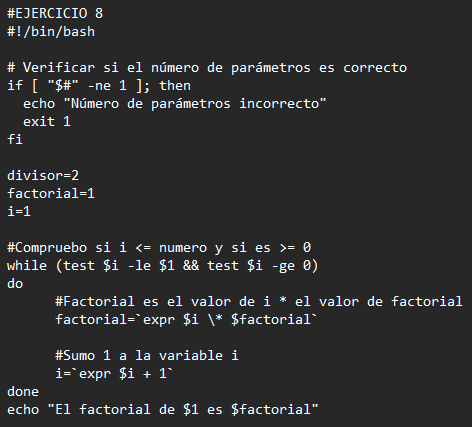 #EJERCICIO 8
#!/bin/bash

# Verificar si el número de parámetros es correcto
if [ "$#" -ne 1 ]; then
  echo "Número de parámetros incorrecto"
  exit 1
fi

divisor=2
factorial=1
i=1

#Compruebo si i <= numero y si es >= 0
while (test $i -le $1 && test $i -ge 0)
do
      #Factorial es el valor de i * el valor de factorial
      factorial=`expr $i \* $factorial`

      #Sumo 1 a la variable i
      i=`expr $i + 1`
done
echo "El factorial de $1 es $factorial"